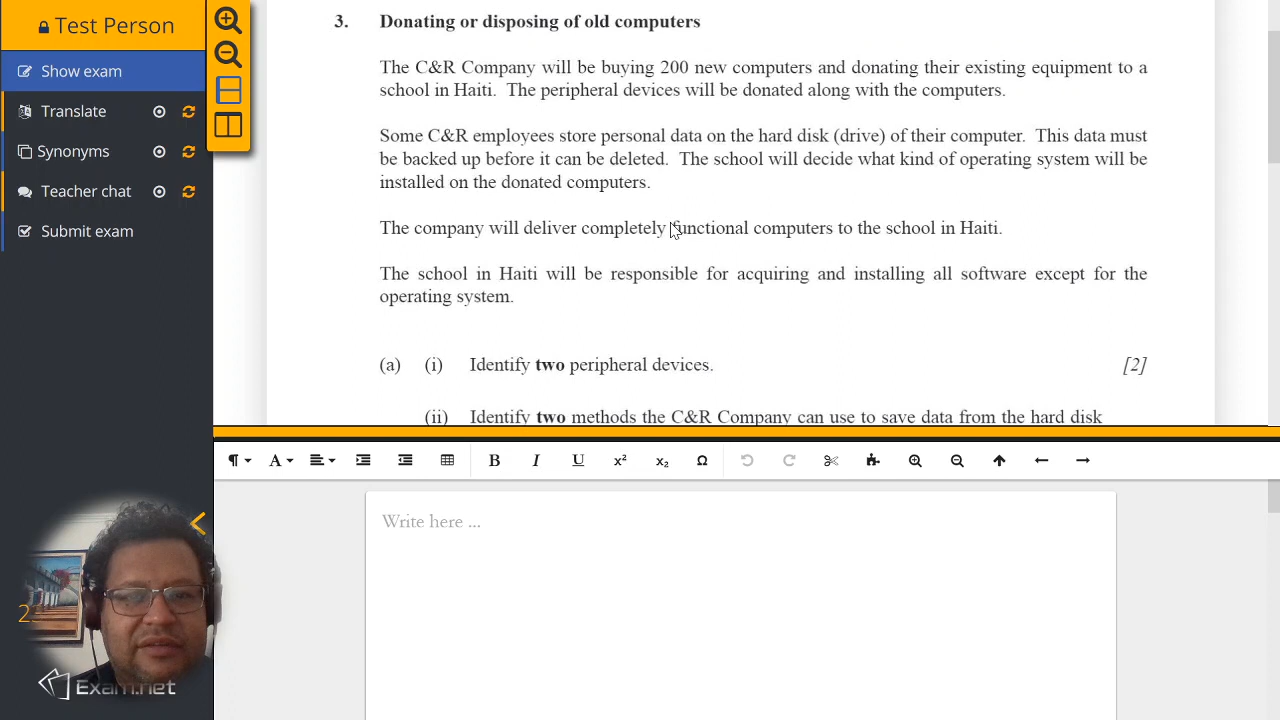 Test Person
Show exam
Translate
Synonyms
Teacher chat
Submit exam
3. Donating or disposing of old computers
The C&R Company will be buying 200 new computers and donating their existing equipment to a
school in Haiti. The peripheral devices will be donated along with the computers.
Some C&R employees store personal data on the hard disk (drive) of their computer. This data must
be backed up before it can be deleted. The school will decide what kind of operating system will be
installed on the donated computers.
The company will deliver completely functional computers to the school in Haiti.
The school in Haiti will be responsible for acquiring and installing all software except for the
operating system.
(a) (i) Identify two peripheral devices. [2]
(ii) Identify two methods the C&R Company can use to save data from the hard disk
¶ A B I U x² x₂ Ω
Write here ...
Exam.net